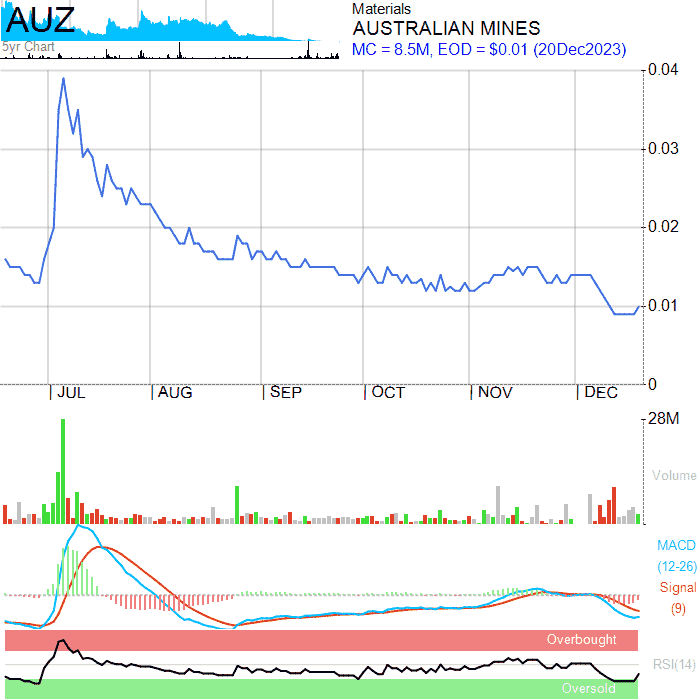 AUZ
5yr Chart
Materials
AUSTRALIAN MINES
MC = 8.5M, EOD = $0.01 (20Dec2023)
0.04
0.03
0.02
0.01
0
JUL AUG SEP OCT NOV DEC
28M
Volume
MACD
(12-26)
Signal
(9)
Overbought
RSI(14)
Oversold